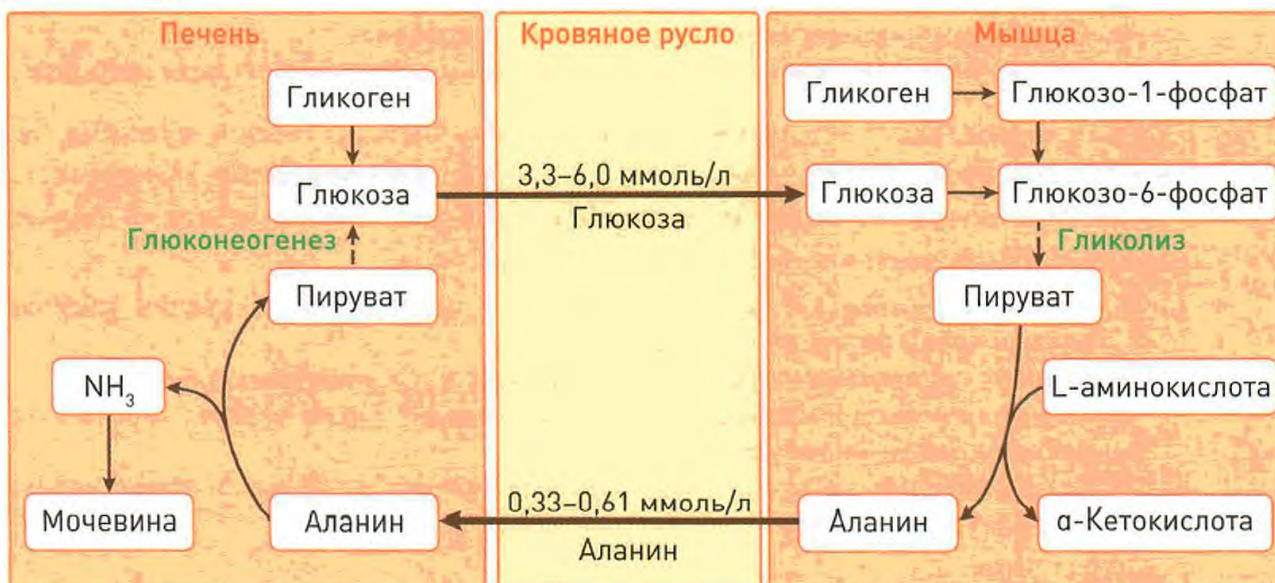 Печень
Кровяное русло
Мышца
Гликоген
Гликоген
Глюкозо-1-фосфат
Глюкоза
3,3–6,0 ммоль/л
Глюкоза
Глюкоза
Глюкозо-6-фосфат
Глюконеогенез
Гликолиз
Пируват
Пируват
NH₃
L-аминокислота
Мочевина
Аланин
0,33–0,61 ммоль/л
Аланин
Аланин
α-Кетокислота